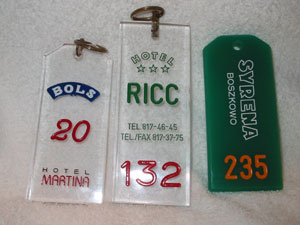 BOLS
20
HOTEL
MARTINA
HOTEL
RICC
TEL. 817-46-45
TEL/FAX 817-37-75
132
SYRENA
BOSZKOWO
235